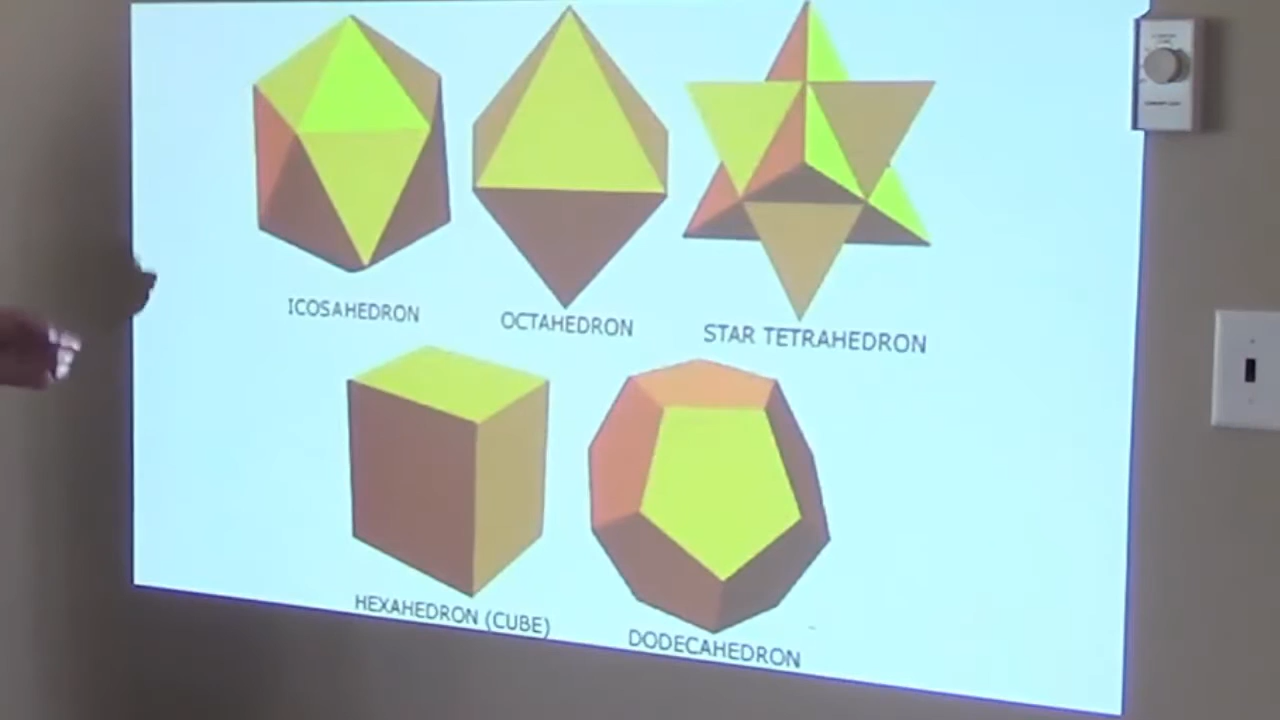 ICOSAHEDRON
OCTAHEDRON
STAR TETRAHEDRON
HEXAHEDRON (CUBE)
DODECAHEDRON